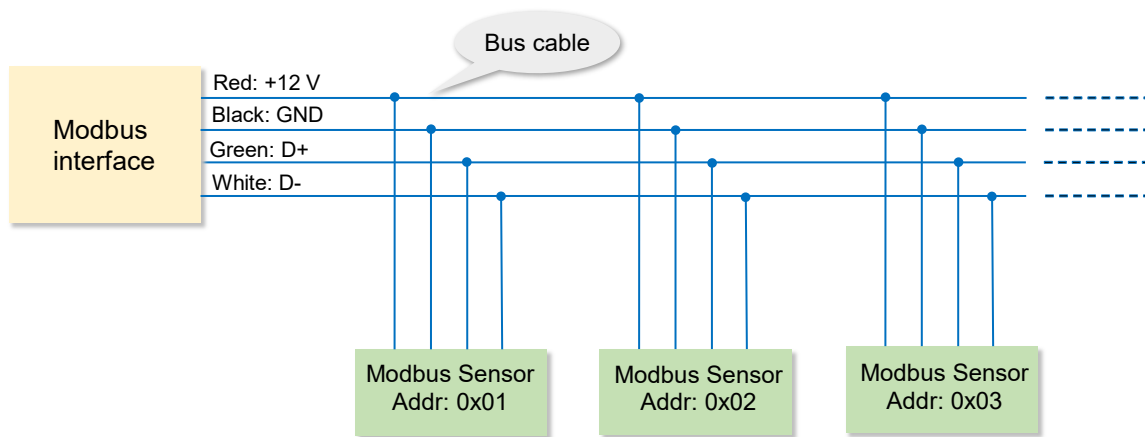 Bus cable
Red: +12 V
Black: GND
Green: D+
White: D-
Modbus
interface
Modbus Sensor
Addr: 0x01
Modbus Sensor
Addr: 0x02
Modbus Sensor
Addr: 0x03